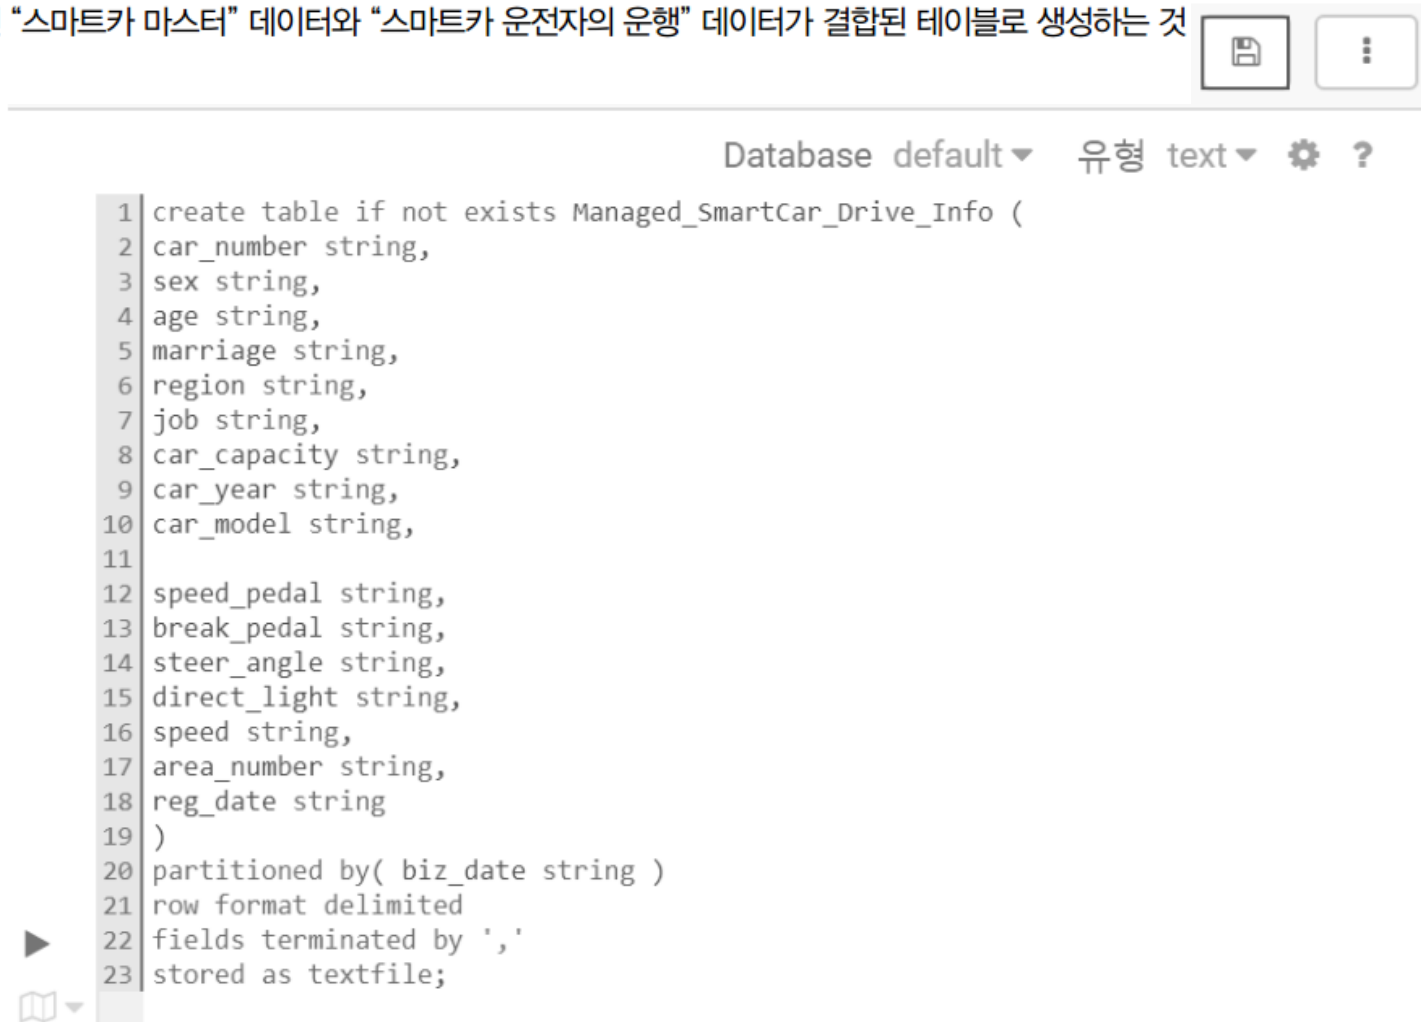 “스마트카 마스터” 데이터와 “스마트카 운전자의 운행” 데이터가 결합된 테이블로 생성하는 것
Database default 유형 text ?
1 create table if not exists Managed_SmartCar_Drive_Info (
2 car_number string,
3 sex string,
4 age string,
5 marriage string,
6 region string,
7 job string,
8 car_capacity string,
9 car_year string,
10 car_model string,
11
12 speed_pedal string,
13 break_pedal string,
14 steer_angle string,
15 direct_light string,
16 speed string,
17 area_number string,
18 reg_date string
19 )
20 partitioned by( biz_date string )
21 row format delimited
22 fields terminated by ','
23 stored as textfile;